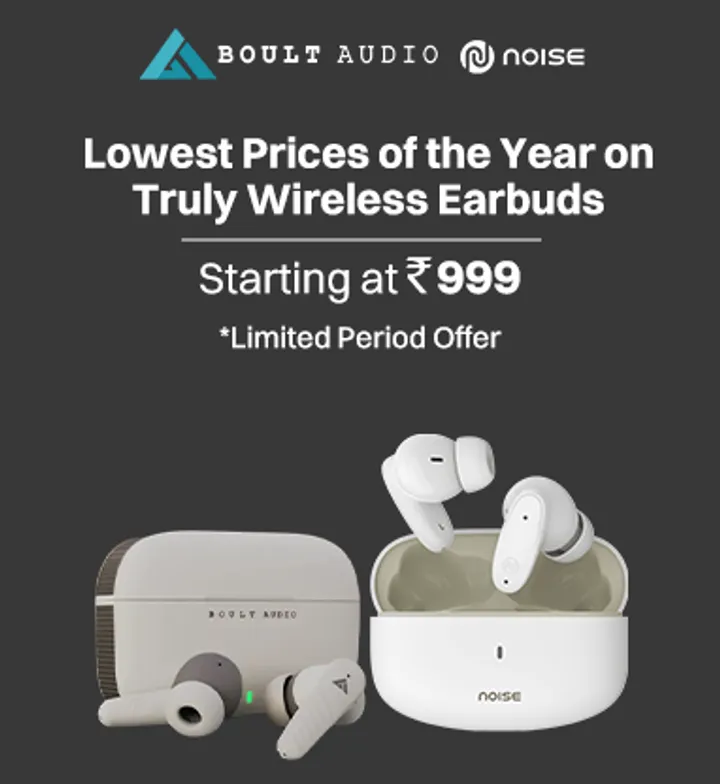 BOULT AUDIO noise
Lowest Prices of the Year on
Truly Wireless Earbuds
Starting at ₹999
*Limited Period Offer
BOULT AUDIO
noise